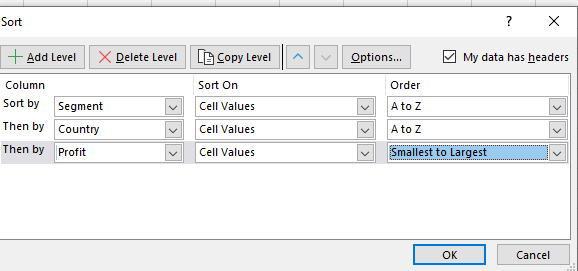 Sort ?
Add Level Delete Level Copy Level Options... My data has headers
Column Sort On Order
Sort by Segment Cell Values A to Z
Then by Country Cell Values A to Z
Then by Profit Cell Values Smallest to Largest
OK Cancel